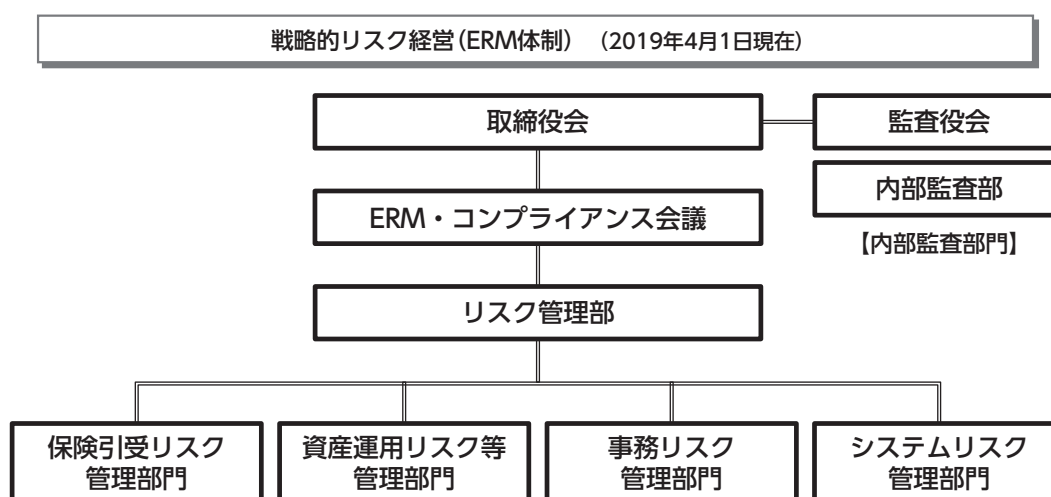 戦略的リスク経営(ERM体制) (2019年4月1日現在)
取締役会
監査役会
内部監査部
【内部監査部門】
ERM・コンプライアンス会議
リスク管理部
保険引受リスク
管理部門
資産運用リスク等
管理部門
事務リスク
管理部門
システムリスク
管理部門